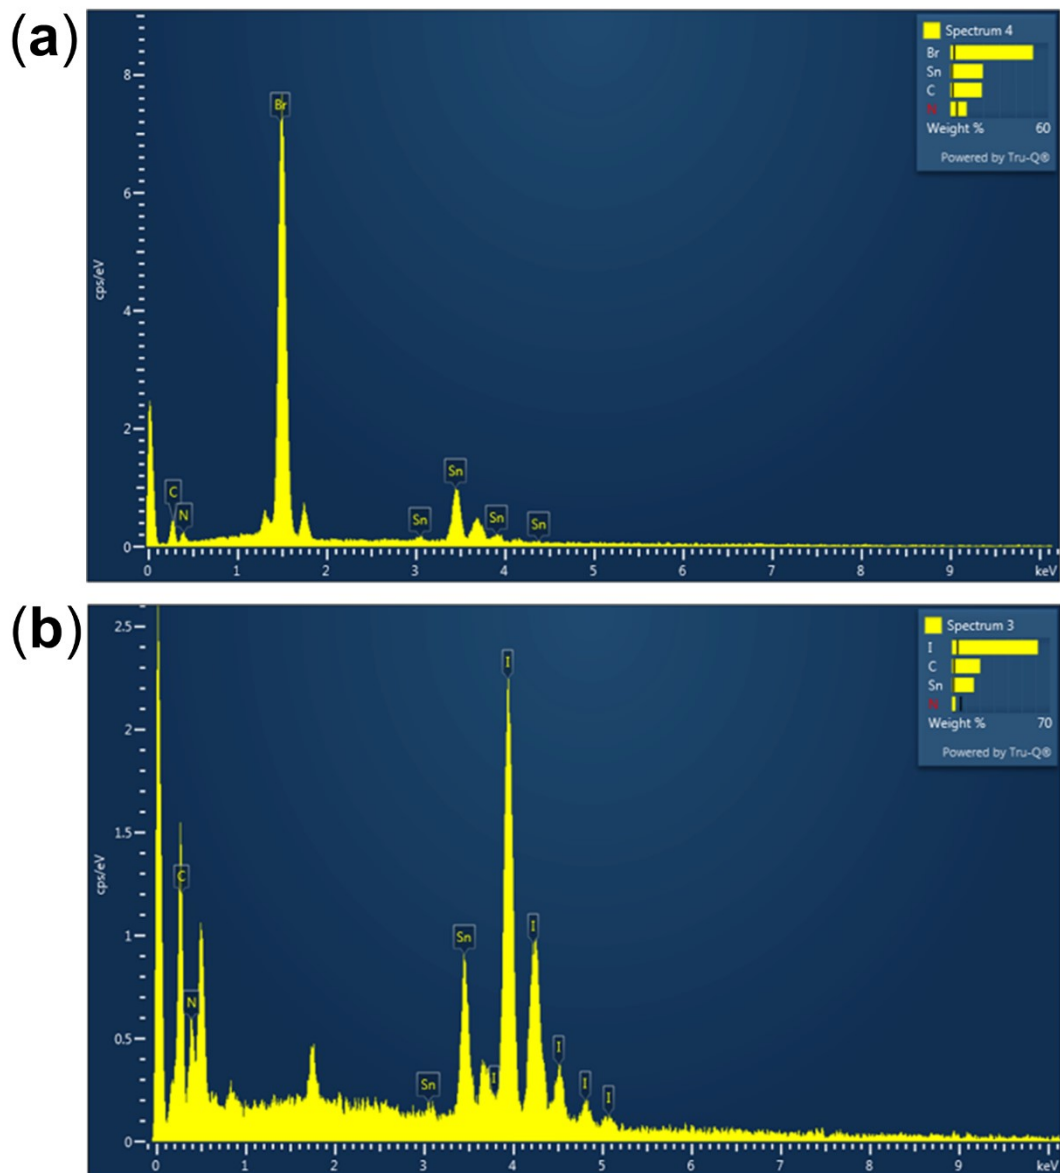 (a)
Spectrum 4
Br
Sn
C
N
Weight % 60
Powered by Tru-Q®
8
6
4
2
0
cps/eV
Br
C
N
Sn
Sn
Sn
Sn
0 1 2 3 4 5 6 7 8 9 keV
(b)
Spectrum 3
I
C
Sn
N
Weight % 70
Powered by Tru-Q®
2.5
2
1.5
1
0.5
0
cps/eV
C
N
Sn
Sn
I
I
I
I
I
I
0 1 2 3 4 5 6 7 8 9 keV